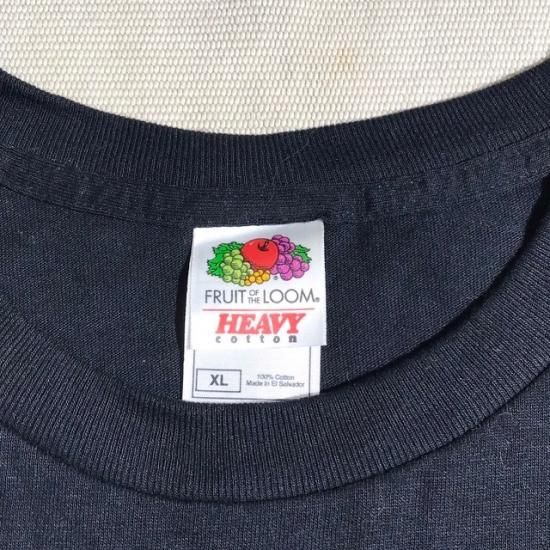 FRUIT OF THE LOOM®
HEAVY
cotton
XL
100% Cotton
Made in El Salvador